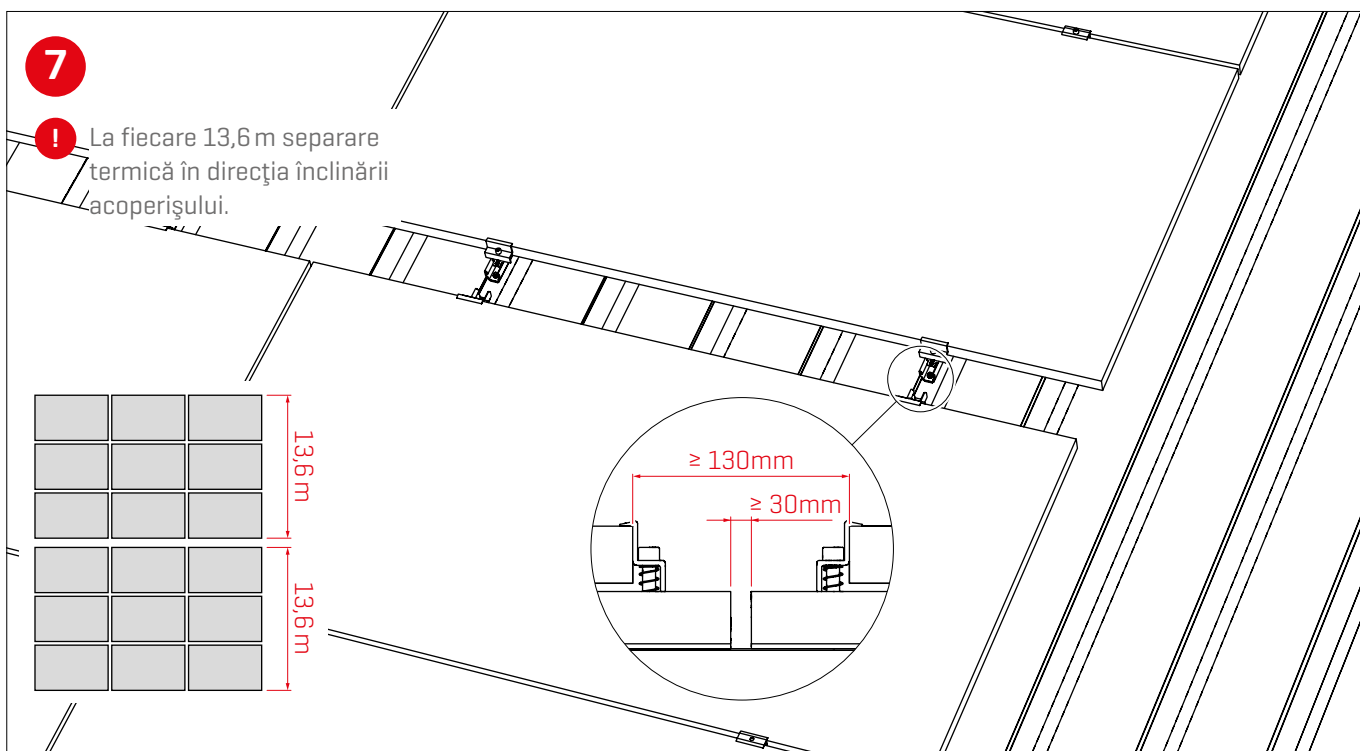 7
! La fiecare 13,6 m separare
termică în direcţia înclinării
acoperişului.
13,6 m
13,6 m
≥ 130mm
≥ 30mm